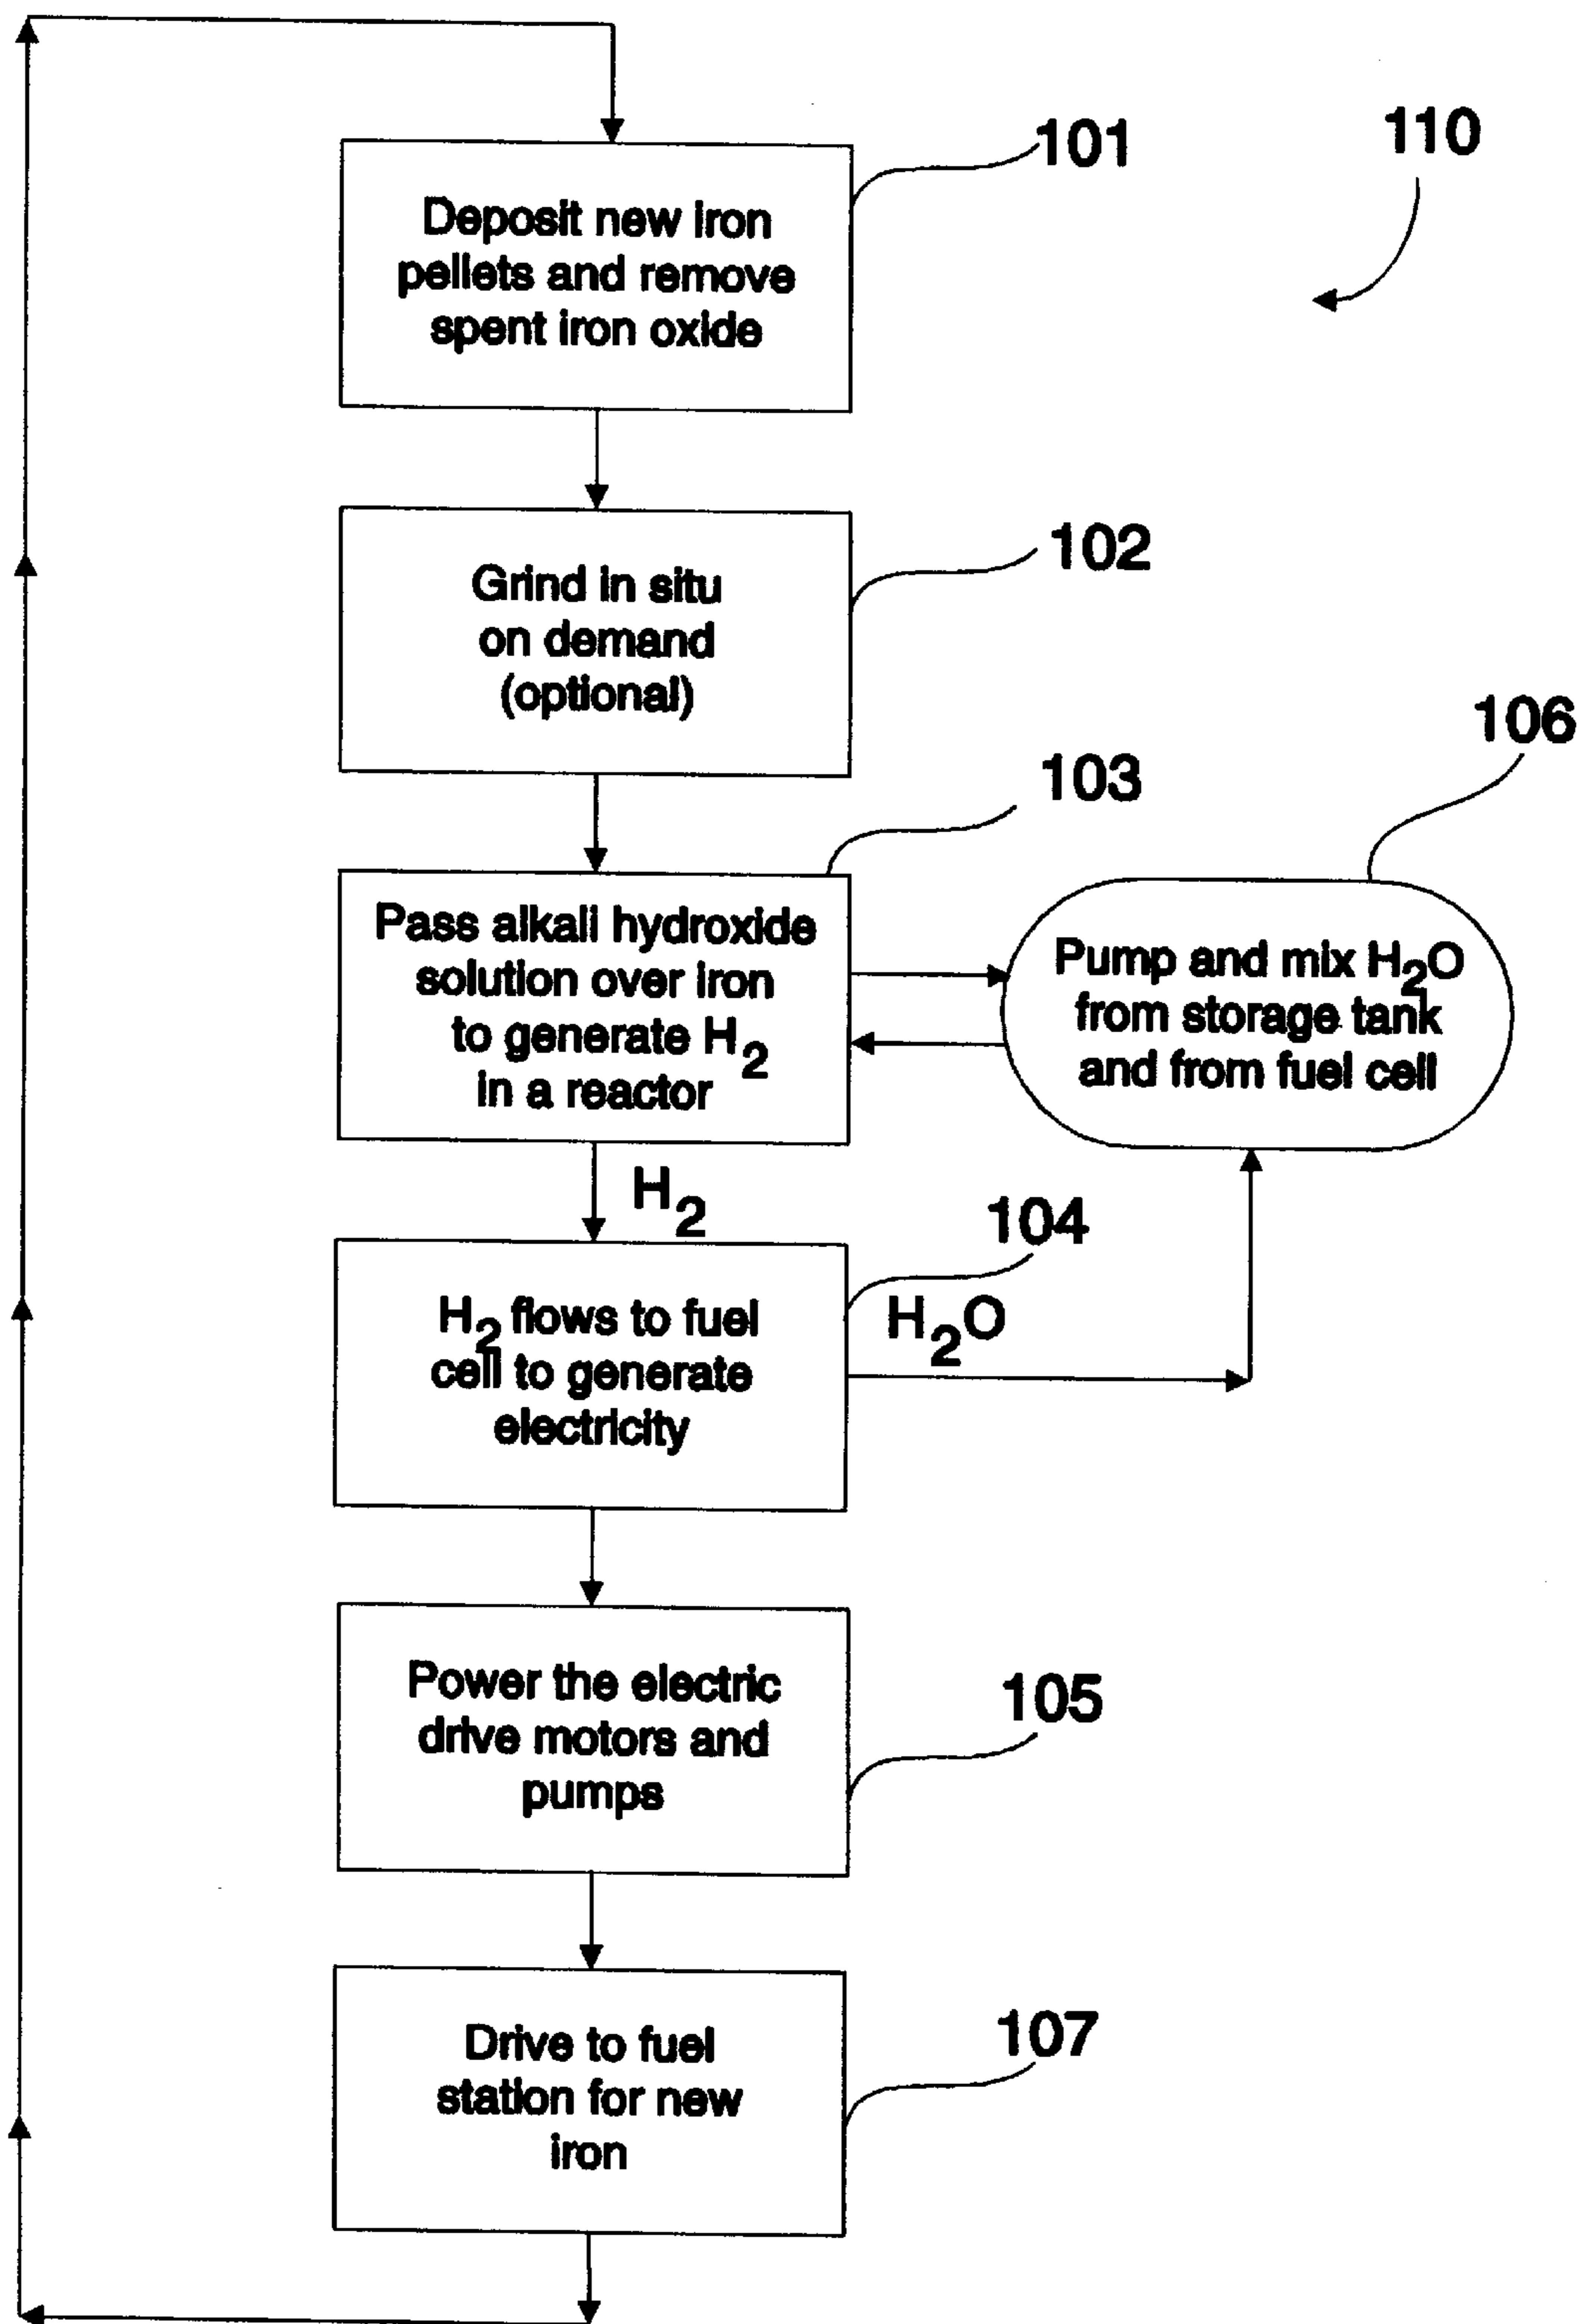 101
110
Deposit new iron
pellets and remove
spent iron oxide
102
Grind in situ
on demand
(optional)
106
103
Pass alkali hydroxide
solution over iron
to generate H₂
in a reactor
Pump and mix H₂O
from storage tank
and from fuel cell
H₂
104
H₂ flows to fuel
cell to generate
electricity
H₂O
Power the electric
drive motors and
pumps
105
Drive to fuel
station for new
iron
107